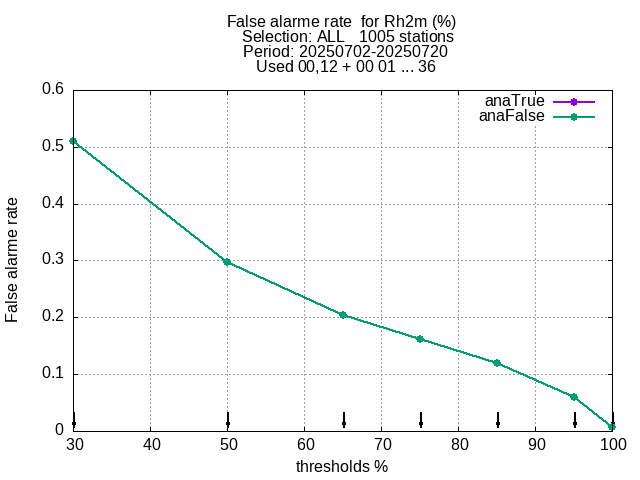 False alarme rate  for Rh2m (%)
Selection: ALL   1005 stations
Period: 20250702-20250720
Used 00,12 + 00 01 ... 36
anaTrue
anaFalse
False alarme rate
0.6
0.5
0.4
0.3
0.2
0.1
0
30 40 50 60 70 80 90 100
thresholds %